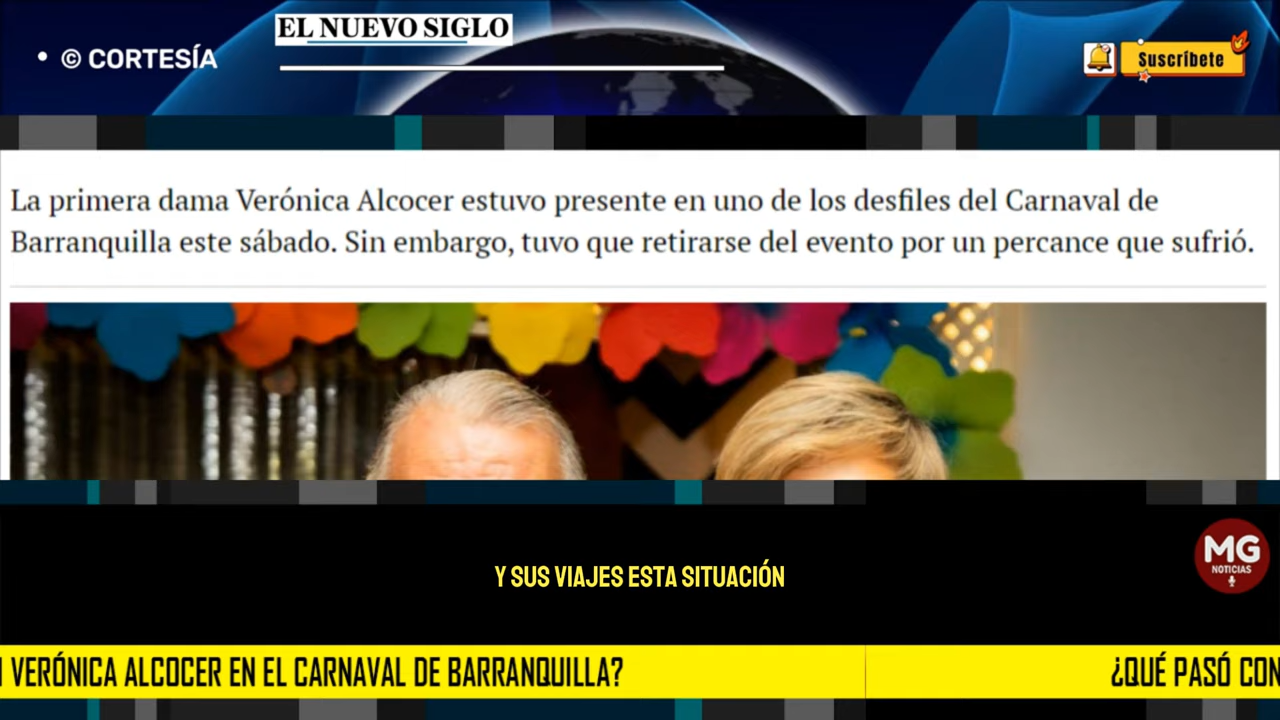 EL NUEVO SIGLO
• © CORTESÍA
Suscríbete
La primera dama Verónica Alcocer estuvo presente en uno de los desfiles del Carnaval de
Barranquilla este sábado. Sin embargo, tuvo que retirarse del evento por un percance que sufrió.
MG
NOTICIAS
Y SUS VIAJES ESTA SITUACIÓN
VERÓNICA ALCOCER EN EL CARNAVAL DE BARRANQUILLA?
¿QUÉ PASÓ CON